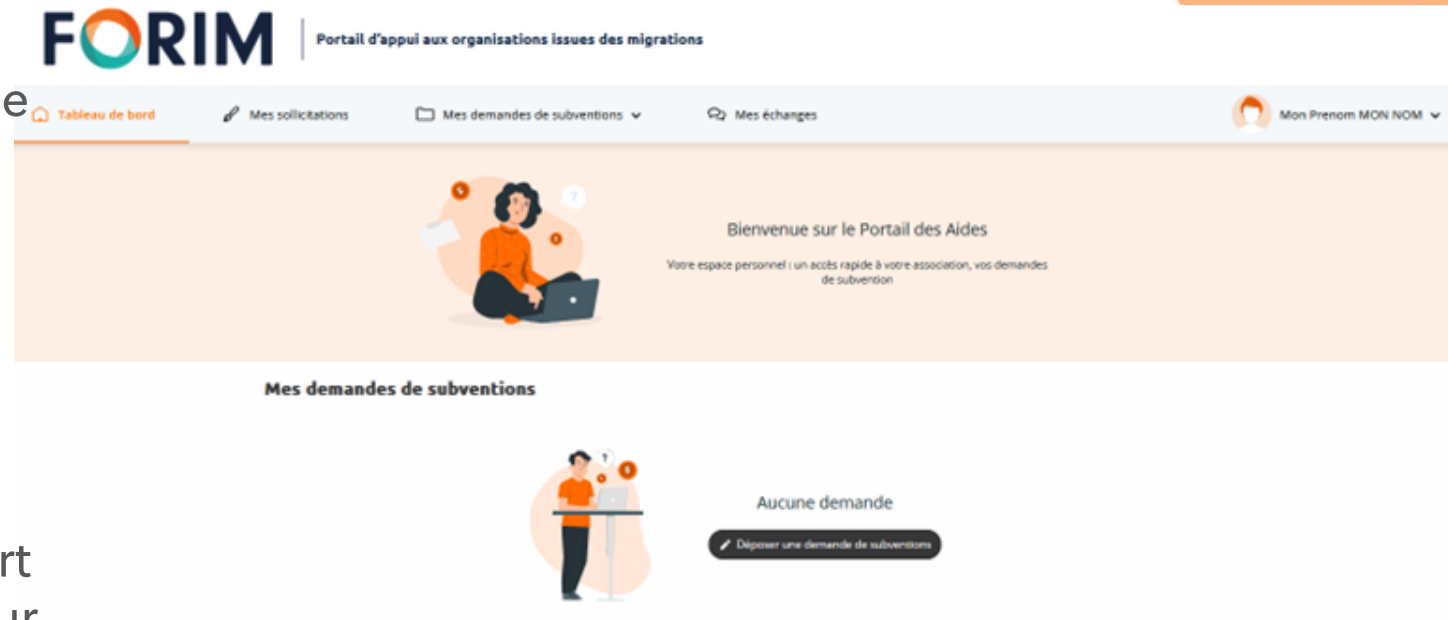 FORIM
Portail d'appui aux organisations issues des migrations
e
Tableau de bord
Mes sollicitations
Mes demandes de subventions
Mes échanges
Mon Prenom MON NOM
Bienvenue sur le Portail des Aides
Votre espace personnel : un accès rapide à votre association, vos demandes
de subvention
Mes demandes de subventions
Aucune demande
Déposer une demande de subventions
rt
ur